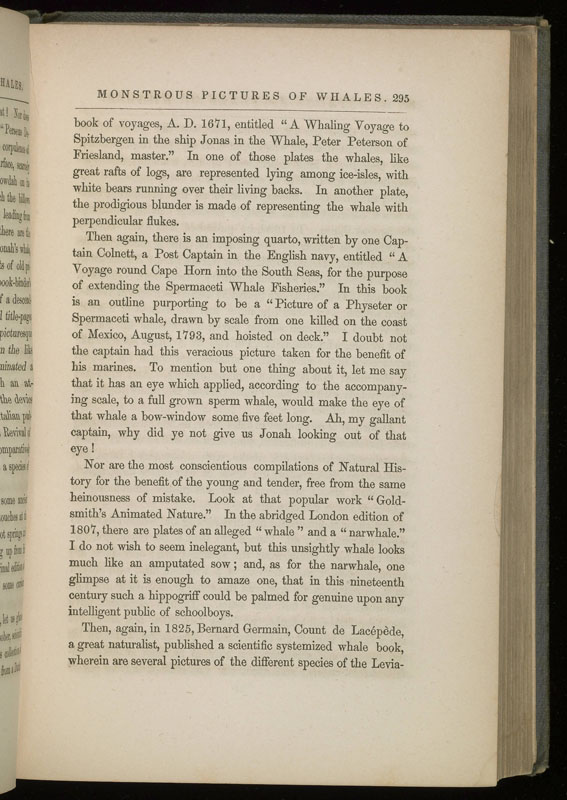 MONSTROUS PICTURES OF WHALES. 295
book of voyages, A. D. 1671, entitled “ A Whaling Voyage to
Spitzbergen in the ship Jonas in the Whale, Peter Peterson of
Friesland, master.” In one of those plates the whales, like
great rafts of logs, are represented lying among ice-isles, with
white bears running over their living backs. In another plate,
the prodigious blunder is made of representing the whale with
perpendicular flukes.
Then again, there is an imposing quarto, written by one Cap-
tain Colnett, a Post Captain in the English navy, entitled “ A
Voyage round Cape Horn into the South Seas, for the purpose
of extending the Spermaceti Whale Fisheries.” In this book
is an outline purporting to be a “ Picture of a Physeter or
Spermaceti whale, drawn by scale from one killed on the coast
of Mexico, August, 1793, and hoisted on deck.” I doubt not
the captain had this veracious picture taken for the benefit of
his marines. To mention but one thing about it, let me say
that it has an eye which applied, according to the accompany-
ing scale, to a full grown sperm whale, would make the eye of
that whale a bow-window some five feet long. Ah, my gallant
captain, why did ye not give us Jonah looking out of that
eye !
Nor are the most conscientious compilations of Natural His-
tory for the benefit of the young and tender, free from the same
heinousness of mistake. Look at that popular work “ Gold-
smith's Animated Nature.” In the abridged London edition of
1807, there are plates of an alleged “ whale ” and a “ narwhale.”
I do not wish to seem inelegant, but this unsightly whale looks
much like an amputated sow ; and, as for the narwhale, one
glimpse at it is enough to amaze one, that in this nineteenth
century such a hippogriff could be palmed for genuine upon any
intelligent public of schoolboys.
Then, again, in 1825, Bernard Germain, Count de Lacépède,
a great naturalist, published a scientific systemized whale book,
wherein are several pictures of the different species of the Levia-